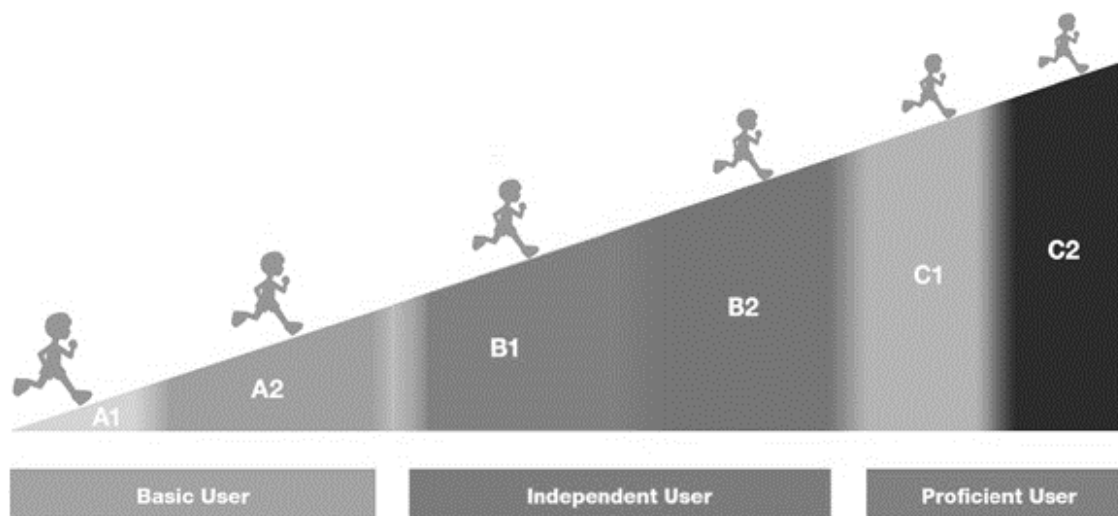 A1
A2
B1
B2
C1
C2
Basic User
Independent User
Proficient User